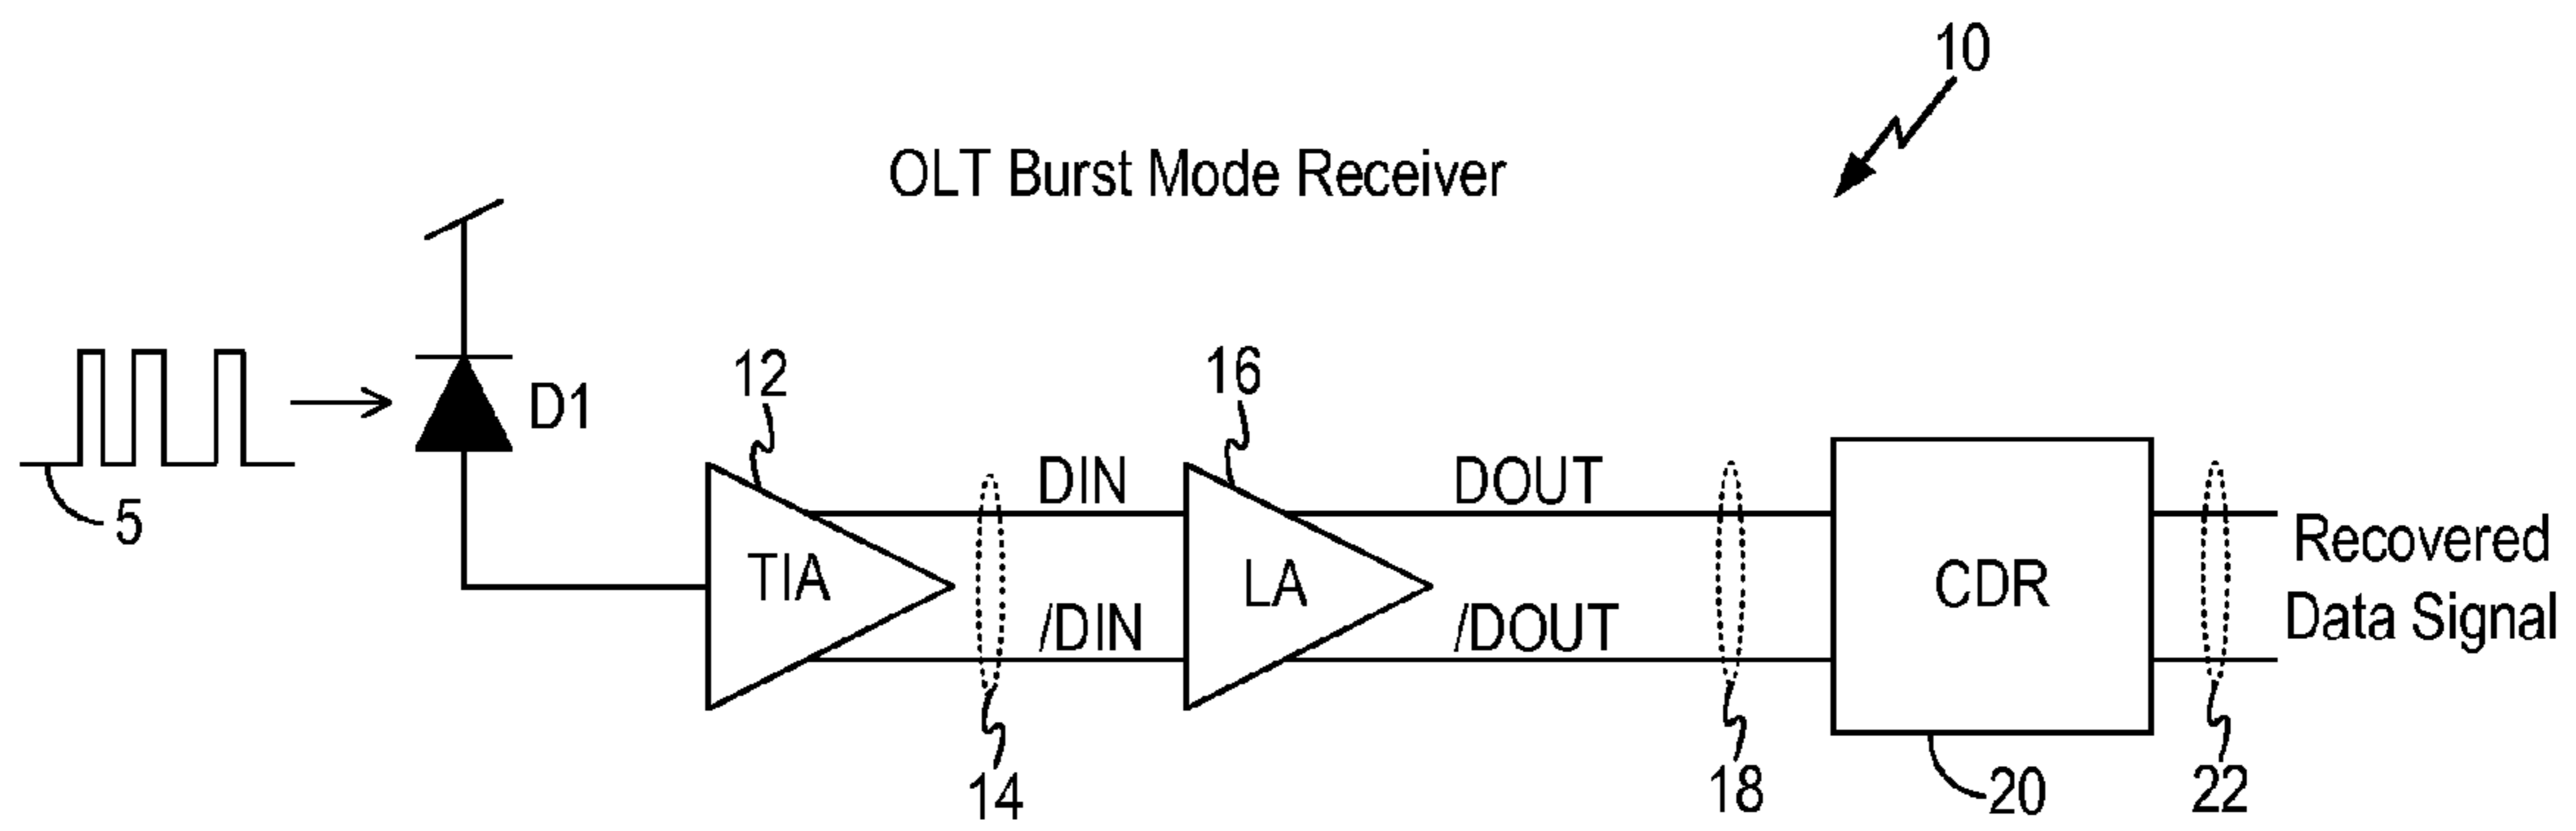 10
OLT Burst Mode Receiver
5
D1
12
TIA
DIN
/DIN
14
16
LA
DOUT
/DOUT
18
CDR
20
22
Recovered
Data Signal